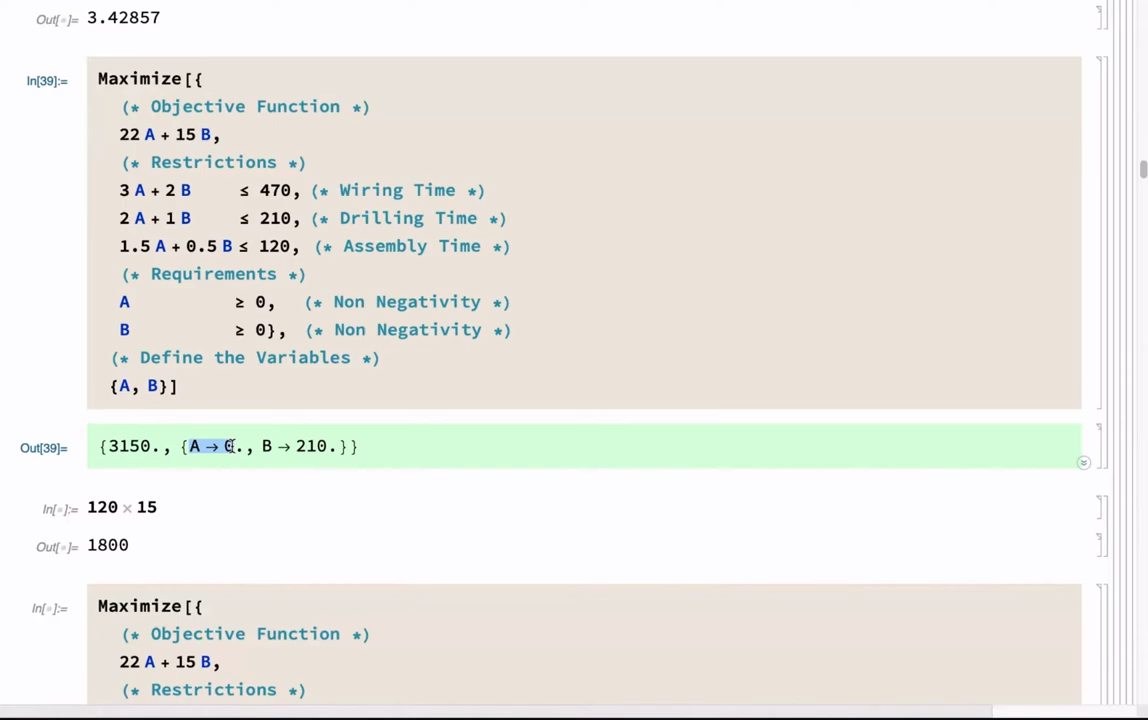 Out[∘]= 3.42857
In[39]:= Maximize[{
(* Objective Function *)
22 A + 15 B,
(* Restrictions *)
3 A + 2 B ≤ 470, (* Wiring Time *)
2 A + 1 B ≤ 210, (* Drilling Time *)
1.5 A + 0.5 B ≤ 120, (* Assembly Time *)
(* Requirements *)
A ≥ 0, (* Non Negativity *)
B ≥ 0}, (* Non Negativity *)
(* Define the Variables *)
{A, B}]
Out[39]= {3150., {A → 0., B → 210.}}
In[∘]:= 120 × 15
Out[∘]= 1800
In[∘]:= Maximize[{
(* Objective Function *)
22 A + 15 B,
(* Restrictions *)